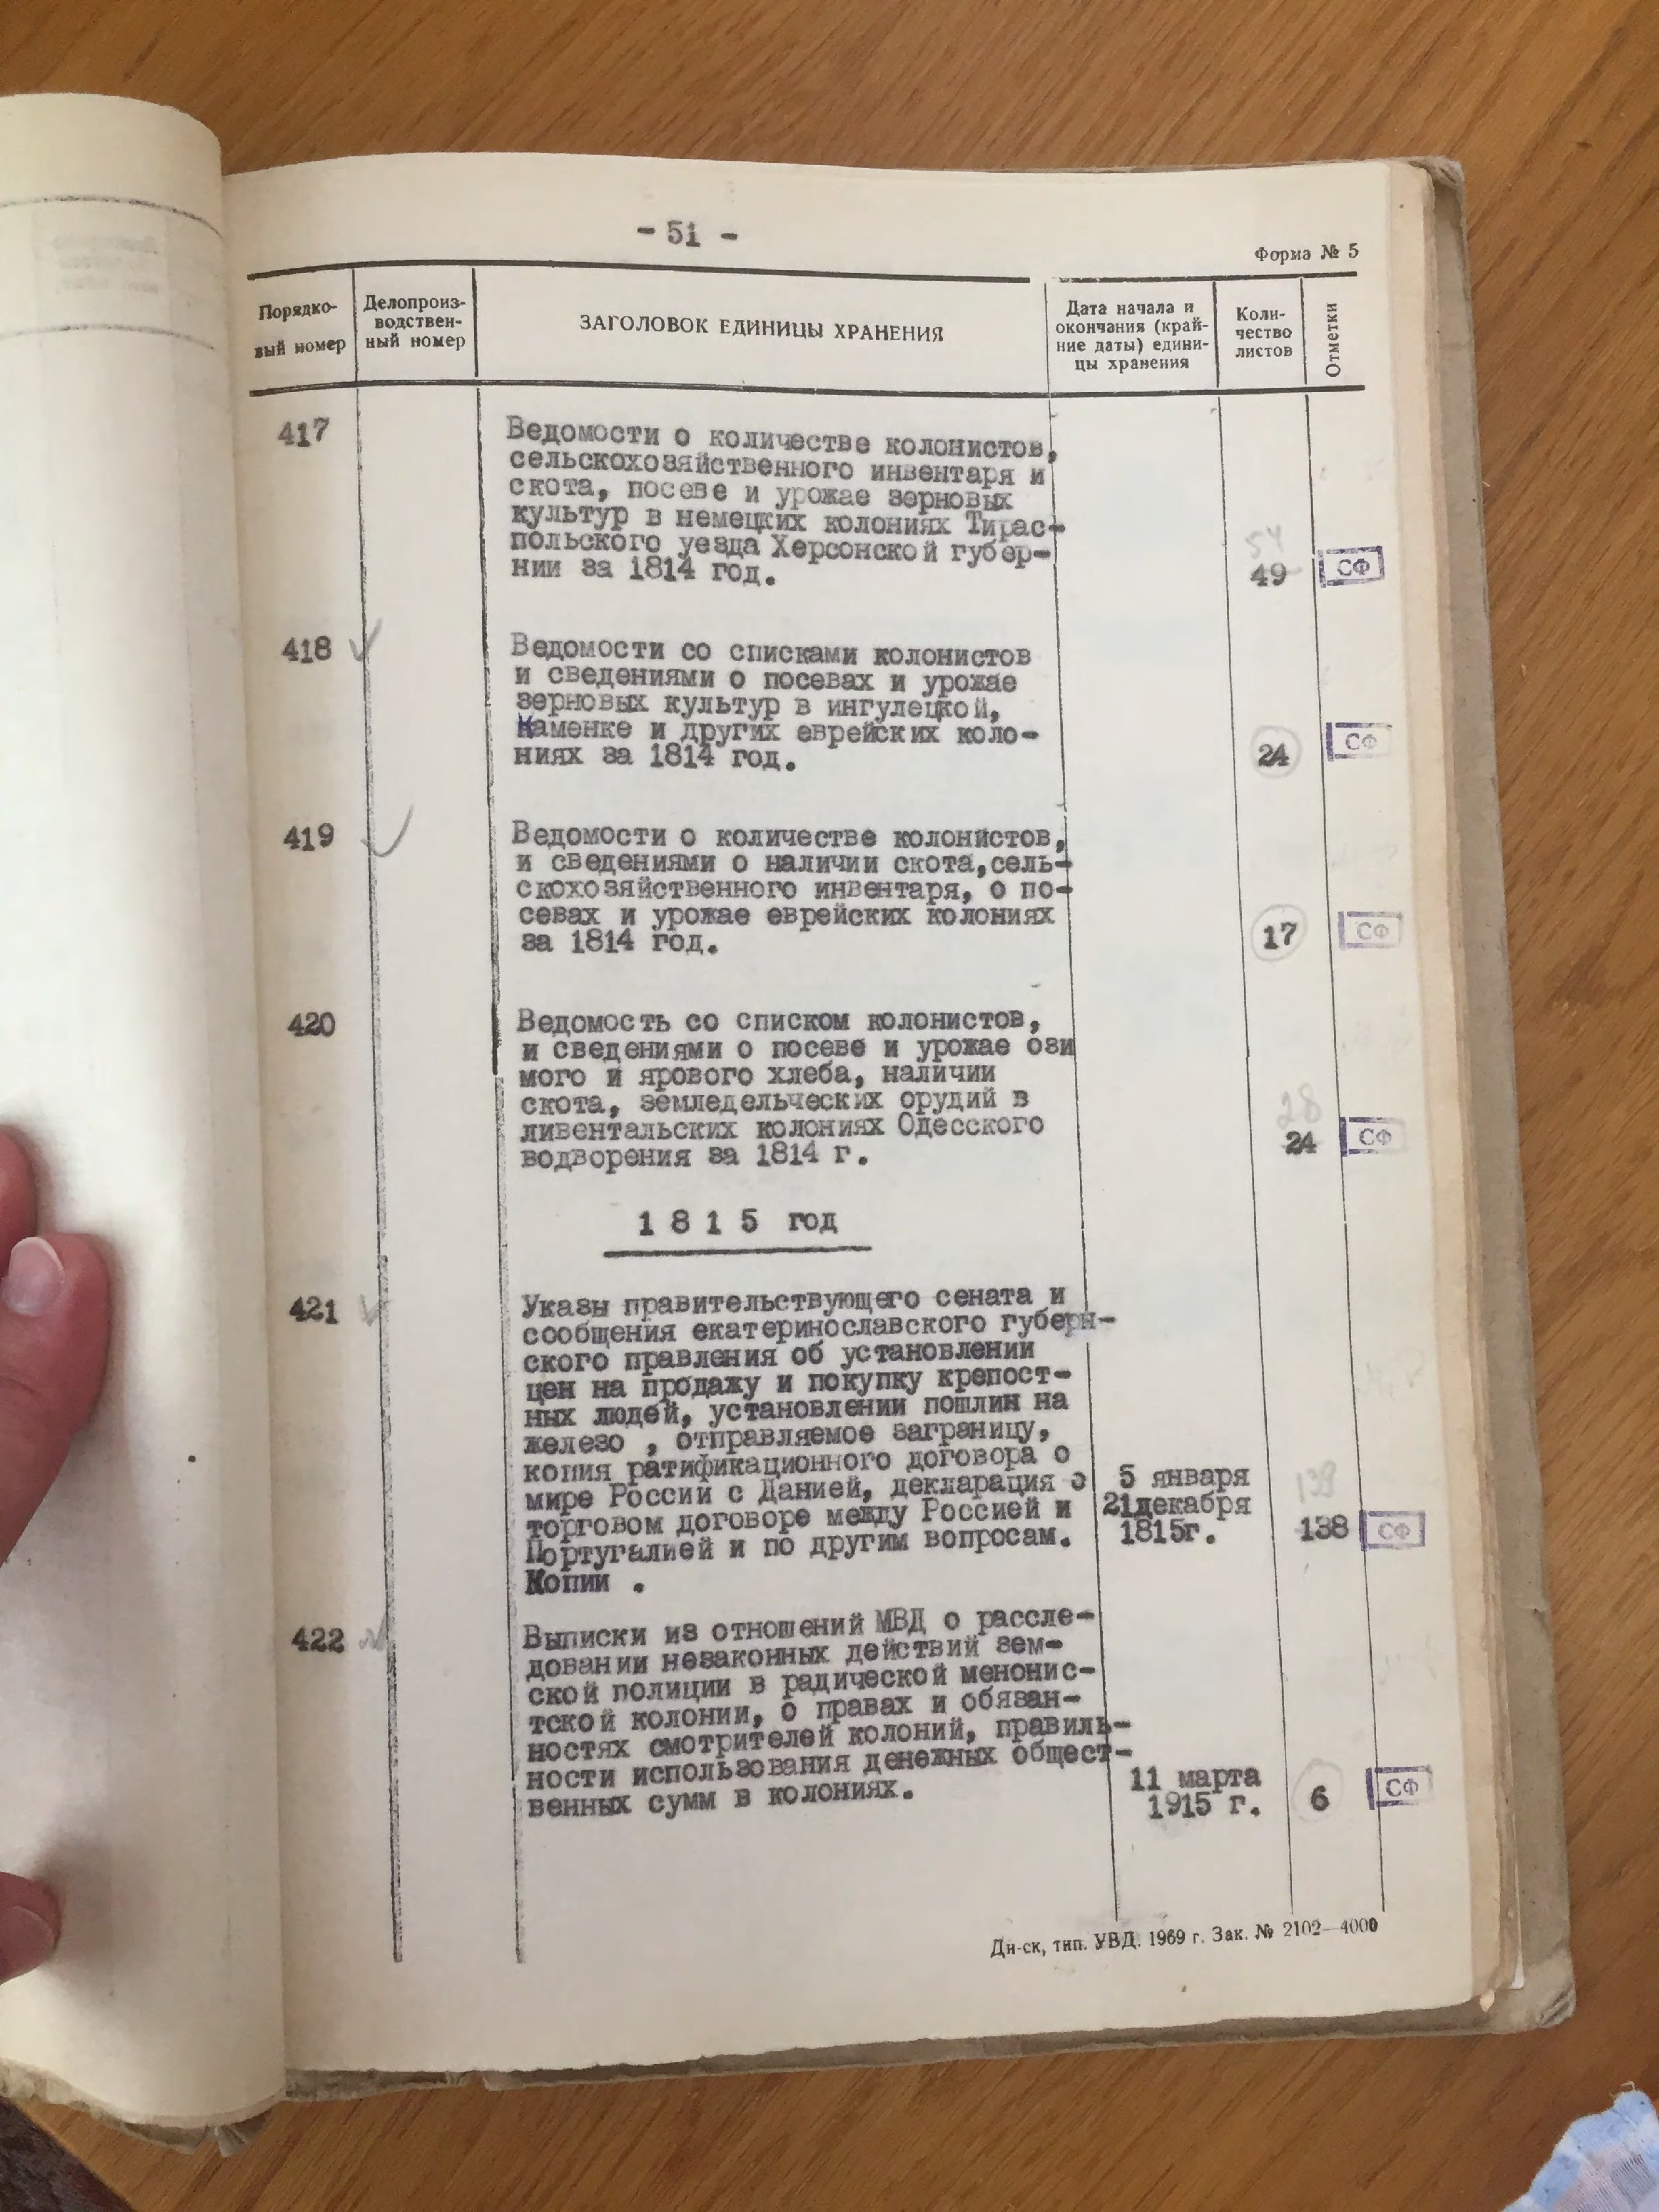 - 51 -
Форма № 5
Порядко-
вый номер
Делопроиз-
водствен-
ный номер
ЗАГОЛОВОК ЕДИНИЦЫ ХРАНЕНИЯ
Дата начала и
окончания (край-
ние даты) едини-
цы хранения
Коли-
чество
листов
Отметки
417
Ведомости о количестве колонистов,
сельскохозяйственного инвентаря и
скота, посеве и урожае зерновых
культур в немецких колониях Тирас-
польского уезда Херсонской губер-
нии за 1814 год.
54
49
СФ
418
Ведомости со списками колонистов
и сведениями о посевах и урожае
зерновых культур в ингулецкой,
Каменке и других еврейских коло-
ниях за 1814 год.
24
СФ
419
Ведомости о количестве колонистов,
и сведениями о наличии скота,сель-
скохозяйственного инвентаря, о по-
севах и урожае еврейских колониях
за 1814 год.
17
СФ
420
Ведомость со списком колонистов,
и сведениями о посеве и урожае ози
мого и ярового хлеба, наличии
скота, земледельческих орудий в
ливентальских колониях Одесского
водворения за 1814 г.
28
24
СФ
1 8 1 5 год
421
Указы правительствующего сената и
сообщения екатеринославского губерн-
ского правления об установлении
цен на продажу и покупку крепост-
ных людей, установлении пошлин на
железо , отправляемое заграницу,
копия ратификационного договора о
мире России с Данией, декларация о
торговом договоре между Россией и
Португалией и по другим вопросам.
Копии .
5 января
21декабря
1815г.
139
138
СФ
422
Выписки из отношений МВД о рассле-
довании незаконных действий зем-
ской полиции в радической менонис-
тской колонии, о правах и обязан-
ностях смотрителей колоний, правиль-
ности использования денежных общест-
венных сумм в колониях.
11 марта
1915 г.
6
СФ
Дн-ск, тип. УВД. 1969 г. Зак. № 2102—4000